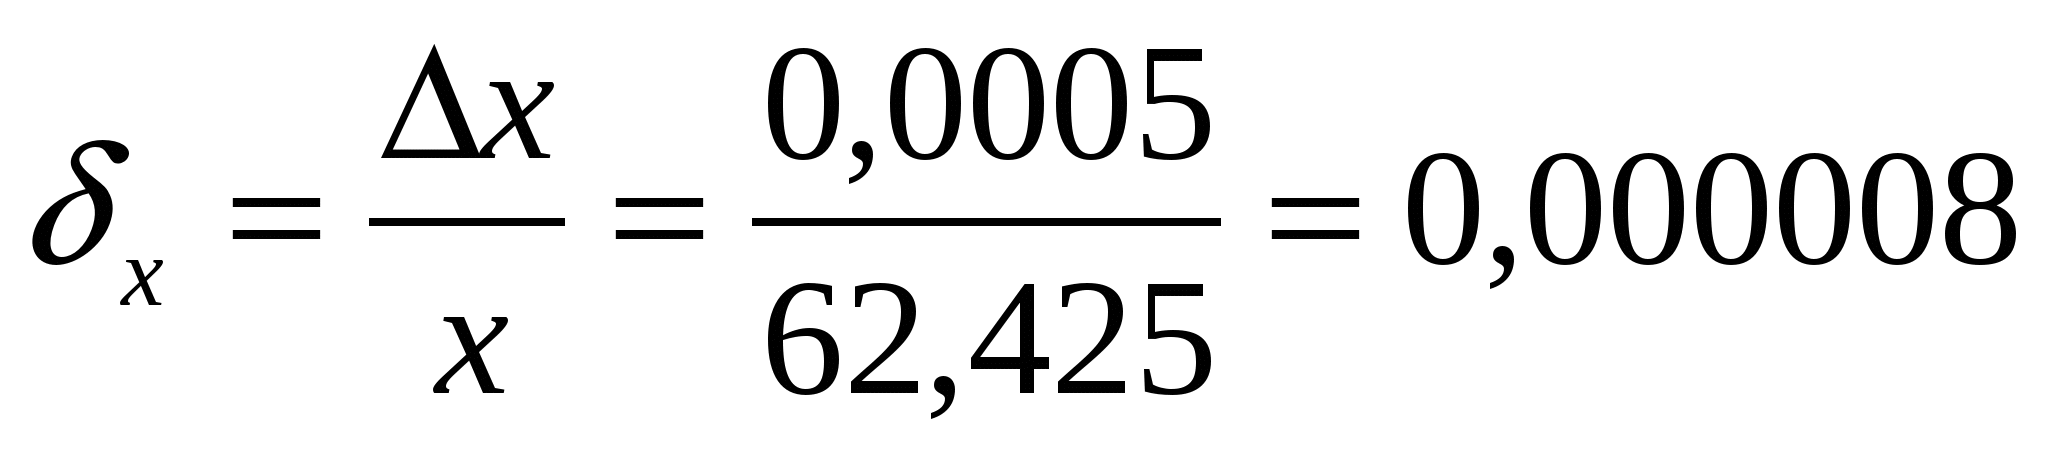 δₓ = Δx/x = 0,0005/62,425 = 0,000008